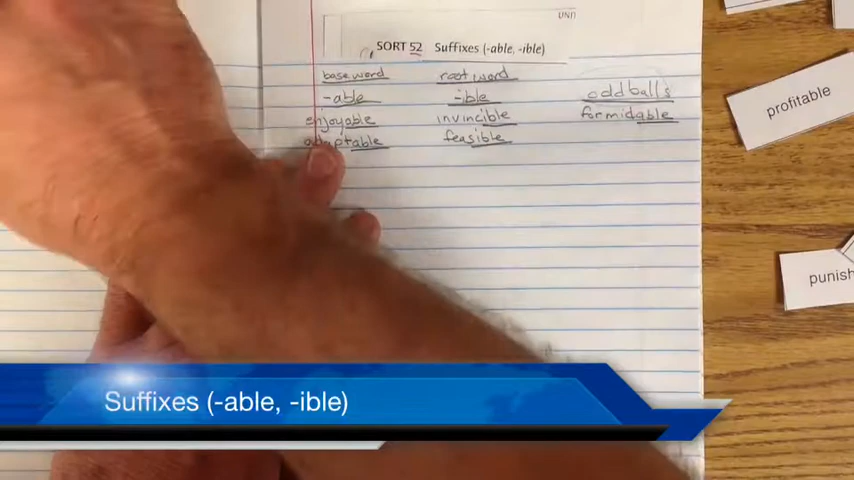 UNIT
SORT 52 Suffixes (-able, -ible)
base word root word
-able -ible oddballs
enjoyable invincible formidable
adaptable feasible
profitable
punish
Suffixes (-able, -ible)